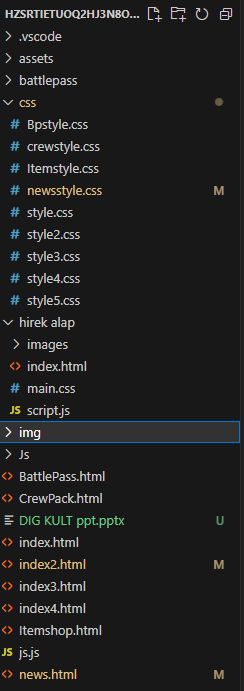 HZSRTIETUOQ2HJ3N8O...
.vscode
assets
battlepass
css
# Bpstyle.css
# crewstyle.css
# Itemstyle.css
# newsstyle.css M
# style.css
# style2.css
# style3.css
# style4.css
# style5.css
hirek alap
images
<> index.html
# main.css
JS script.js
img
Js
<> BattlePass.html
<> CrewPack.html
DIG KULT ppt.pptx U
<> index.html
<> index2.html M
<> index3.html
<> index4.html
<> Itemshop.html
JS js.js
<> news.html M